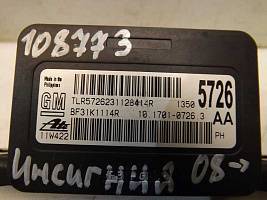 108773
Made in the
Philippines
5726
GM
TLR5726231128414R
1350
AA
BF31K1114R
10.1701-0726.3
Ate
11W422
PH
Инсигния 08→